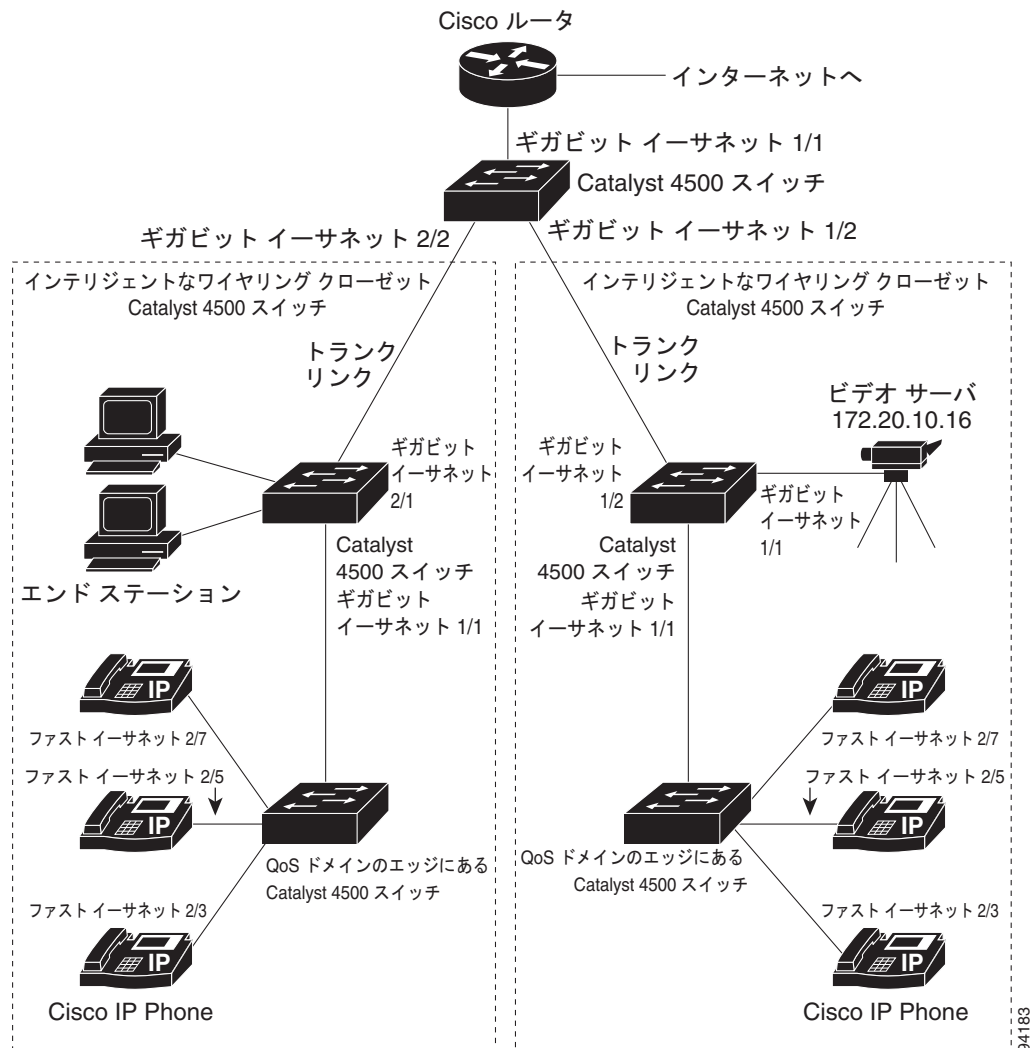 Cisco ルータ
インターネットへ
ギガビット イーサネット 1/1
Catalyst 4500 スイッチ
ギガビット イーサネット 2/2
ギガビット イーサネット 1/2
インテリジェントなワイヤリング クローゼット
Catalyst 4500 スイッチ
トランク
リンク
ギガビット
イーサネット
2/1
エンド ステーション
Catalyst
4500 スイッチ
ギガビット
イーサネット 1/1
IP
ファスト イーサネット 2/7
ファスト イーサネット 2/5
IP
QoS ドメインのエッジにある
Catalyst 4500 スイッチ
ファスト イーサネット 2/3
IP
Cisco IP Phone
インテリジェントなワイヤリング クローゼット
Catalyst 4500 スイッチ
トランク
リンク
ビデオ サーバ
172.20.10.16
ギガビット
イーサネット
1/2
ギガビット
イーサネット
1/1
Catalyst
4500 スイッチ
ギガビット
イーサネット 1/1
IP
ファスト イーサネット 2/7
ファスト イーサネット 2/5
IP
QoS ドメインのエッジにある
Catalyst 4500 スイッチ
ファスト イーサネット 2/3
IP
Cisco IP Phone
94183